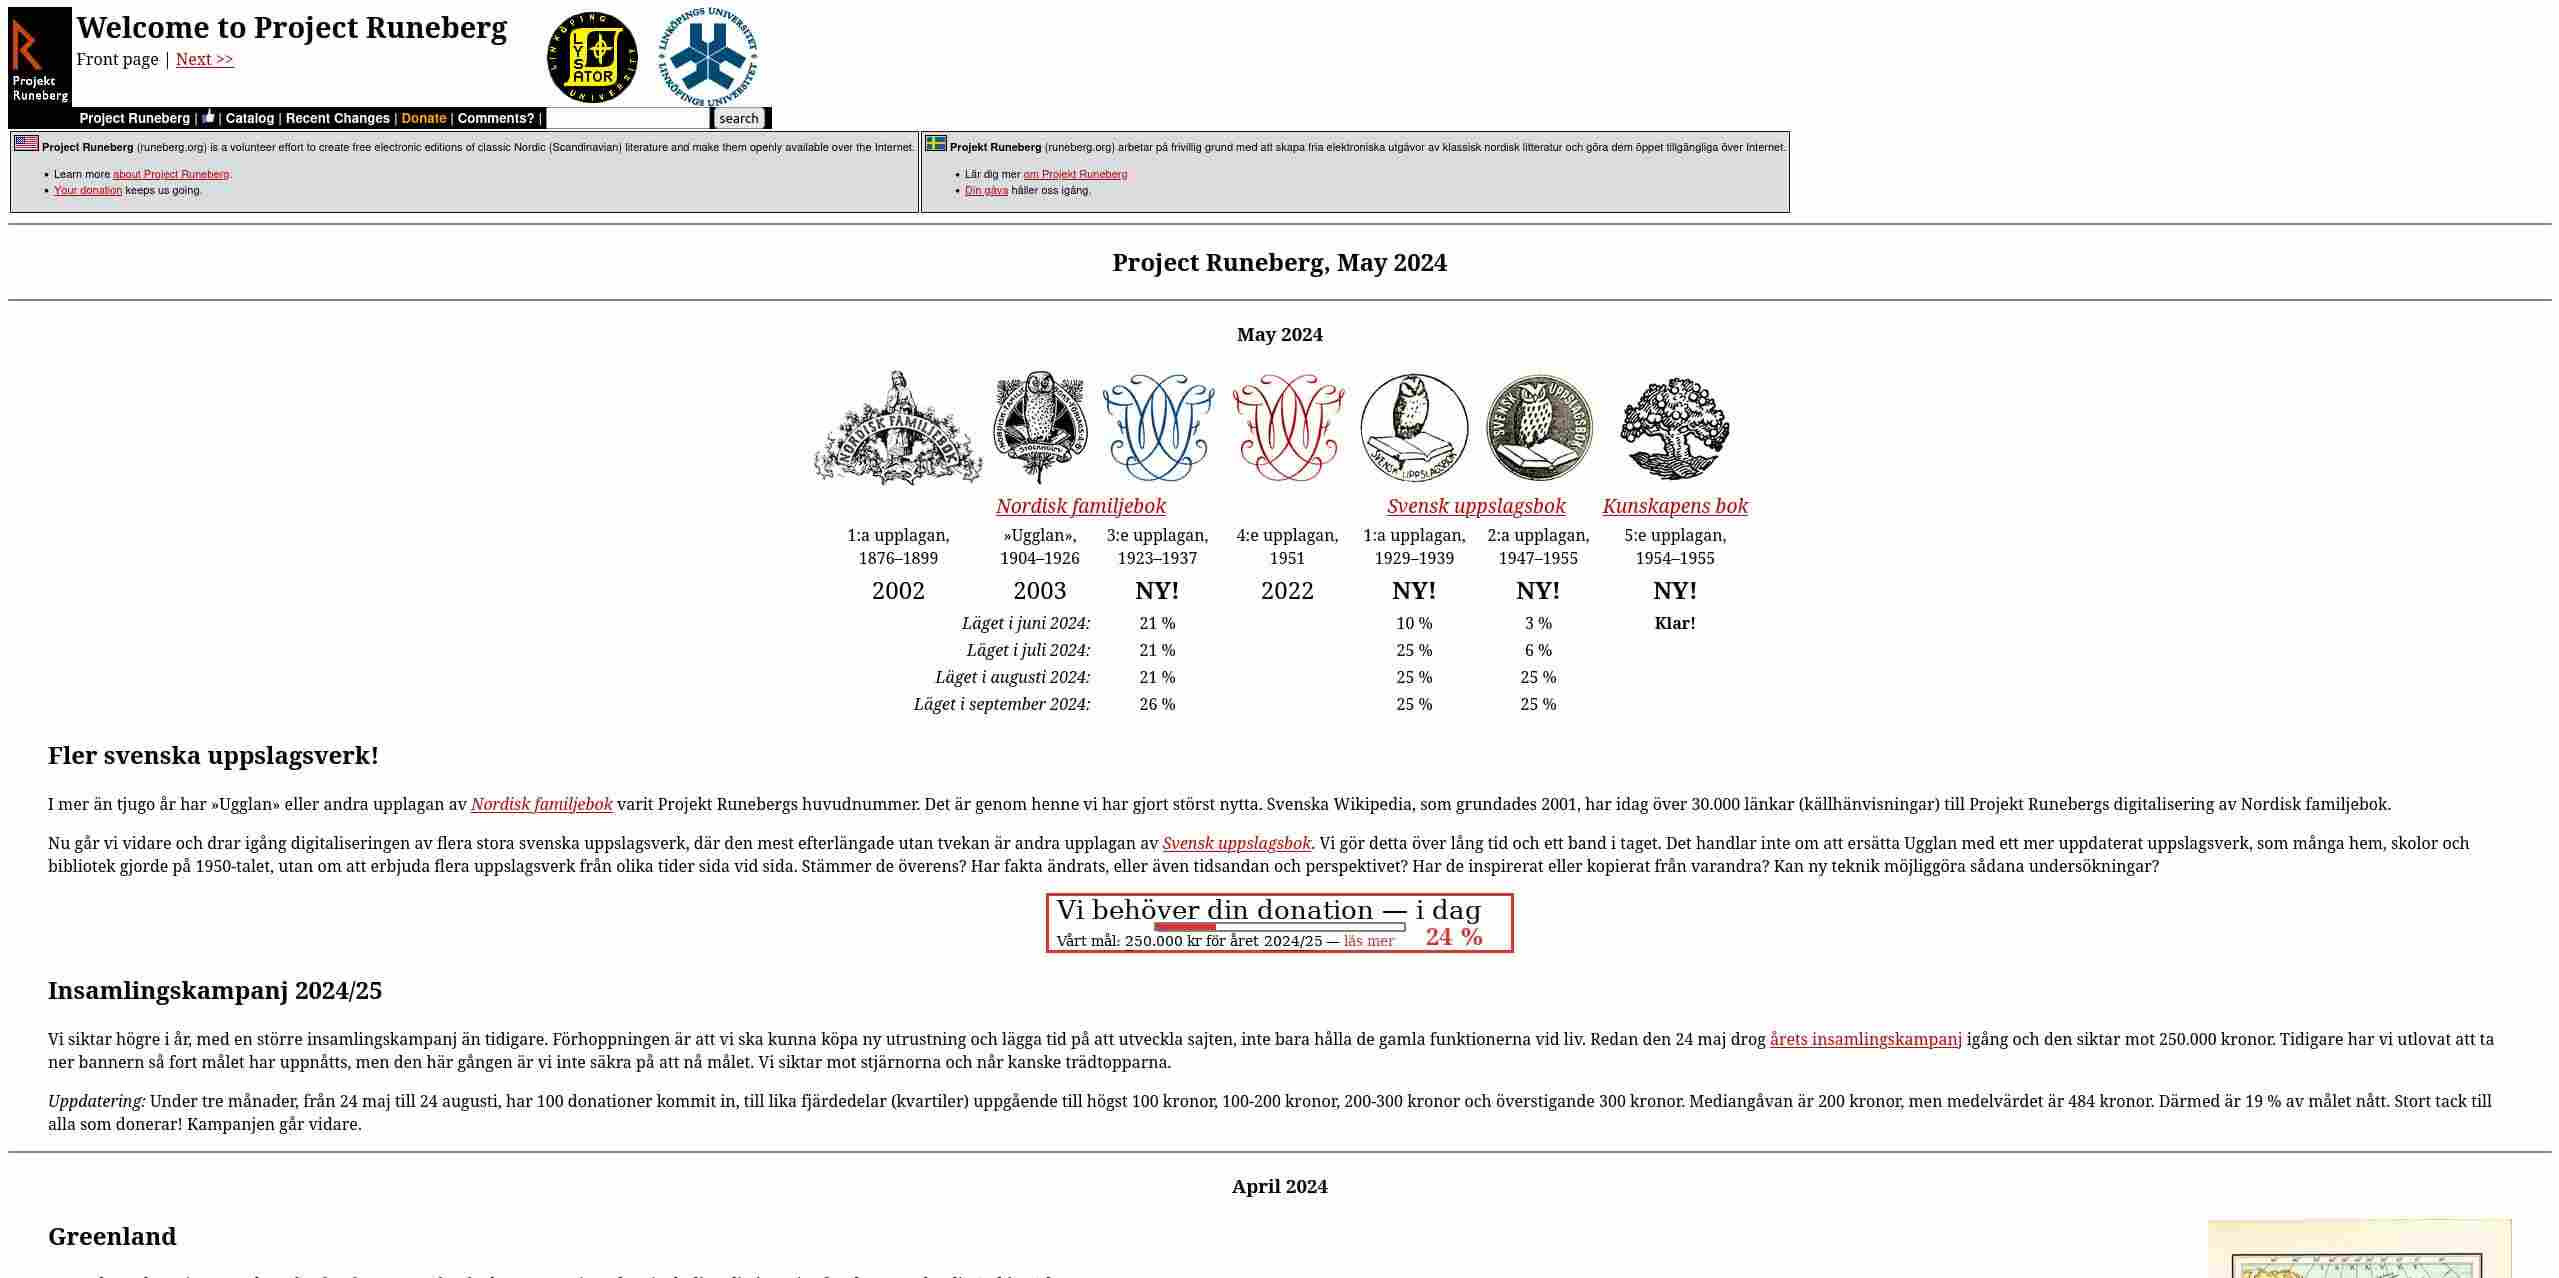 Projekt
Runeberg
Welcome to Project Runeberg
Front page | Next >>
LINKÖPING
LYSATOR
UNIVERSITET
LINKÖPINGS UNIVERSITET
LINKÖPINGS UNIVERSITET
Project Runeberg | | Catalog | Recent Changes | Donate | Comments? | search
Project Runeberg (runeberg.org) is a volunteer effort to create free electronic editions of classic Nordic (Scandinavian) literature and make them openly available over the Internet.
• Learn more about Project Runeberg.
• Your donation keeps us going.
Projekt Runeberg (runeberg.org) arbetar på frivillig grund med att skapa fria elektroniska utgåvor av klassisk nordisk litteratur och göra dem öppet tillgängliga över Internet.
• Lär dig mer om Projekt Runeberg
• Din gåva håller oss igång.
Project Runeberg, May 2024
May 2024
NORDISK FAMILJEBOK
STOCKHOLM
SVENSK UPPSLAGSBOK
SVENSK UPPSLAGSBOK
Nordisk familjebok Svensk uppslagsbok Kunskapens bok
1:a upplagan, »Ugglan», 3:e upplagan, 4:e upplagan, 1:a upplagan, 2:a upplagan, 5:e upplagan,
1876–1899 1904–1926 1923–1937 1951 1929–1939 1947–1955 1954–1955
2002 2003 NY! 2022 NY! NY! NY!
Läget i juni 2024: 21 % 10 % 3 % Klar!
Läget i juli 2024: 21 % 25 % 6 %
Läget i augusti 2024: 21 % 25 % 25 %
Läget i september 2024: 26 % 25 % 25 %
Fler svenska uppslagsverk!
I mer än tjugo år har »Ugglan» eller andra upplagan av Nordisk familjebok varit Projekt Runebergs huvudnummer. Det är genom henne vi har gjort störst nytta. Svenska Wikipedia, som grundades 2001, har idag över 30.000 länkar (källhänvisningar) till Projekt Runebergs digitalisering av Nordisk familjebok.
Nu går vi vidare och drar igång digitaliseringen av flera stora svenska uppslagsverk, där den mest efterlängade utan tvekan är andra upplagan av Svensk uppslagsbok. Vi gör detta över lång tid och ett band i taget. Det handlar inte om att ersätta Ugglan med ett mer uppdaterat uppslagsverk, som många hem, skolor och
bibliotek gjorde på 1950-talet, utan om att erbjuda flera uppslagsverk från olika tider sida vid sida. Stämmer de överens? Har fakta ändrats, eller även tidsandan och perspektivet? Har de inspirerat eller kopierat från varandra? Kan ny teknik möjliggöra sådana undersökningar?
Vi behöver din donation — i dag
Vårt mål: 250.000 kr för året 2024/25 — läs mer 24 %
Insamlingskampanj 2024/25
Vi siktar högre i år, med en större insamlingskampanj än tidigare. Förhoppningen är att vi ska kunna köpa ny utrustning och lägga tid på att utveckla sajten, inte bara hålla de gamla funktionerna vid liv. Redan den 24 maj drog årets insamlingskampanj igång och den siktar mot 250.000 kronor. Tidigare har vi utlovat att ta
ner bannern så fort målet har uppnåtts, men den här gången är vi inte säkra på att nå målet. Vi siktar mot stjärnorna och når kanske trädtopparna.
Uppdatering: Under tre månader, från 24 maj till 24 augusti, har 100 donationer kommit in, till lika fjärdedelar (kvartiler) uppgående till högst 100 kronor, 100-200 kronor, 200-300 kronor och överstigande 300 kronor. Mediangåvan är 200 kronor, men medelvärdet är 484 kronor. Därmed är 19 % av målet nått. Stort tack till
alla som donerar! Kampanjen går vidare.
April 2024
Greenland